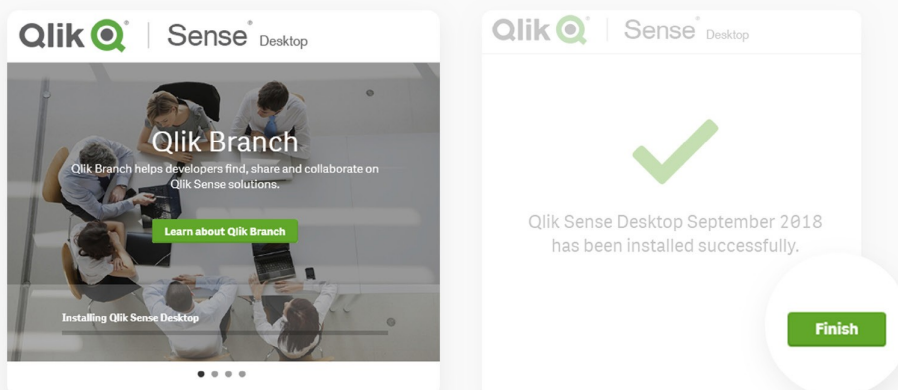 Qlik Q® | Sense® Desktop
Qlik Branch
Qlik Branch helps developers find, share and collaborate on
Qlik Sense solutions.
Learn about Qlik Branch
Installing Qlik Sense Desktop
Qlik Q® | Sense® Desktop
Qlik Sense Desktop September 2018
has been installed successfully.
Finish